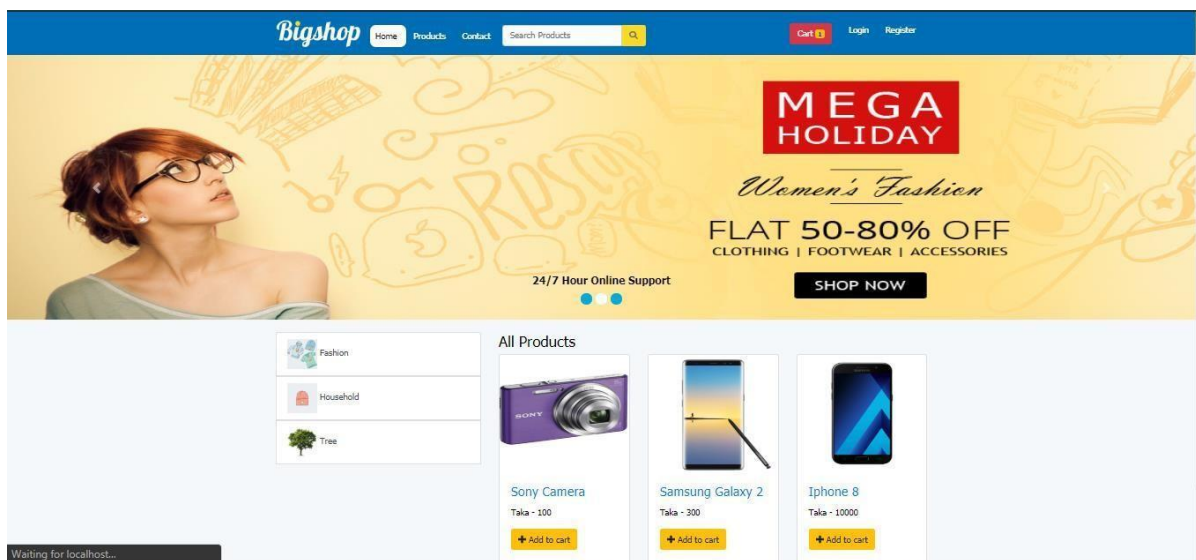 Bigshop Home Products Contact Search Products Cart 1 Login Register
MEGA
HOLIDAY
Women's Fashion
FLAT 50-80% OFF
CLOTHING | FOOTWEAR | ACCESSORIES
24/7 Hour Online Support
SHOP NOW
Fashion
Household
Tree
All Products
SONY
Sony Camera
Taka - 100
+ Add to cart
Samsung Galaxy 2
Taka - 300
+ Add to cart
Iphone 8
Taka - 10000
+ Add to cart
Waiting for localhost...